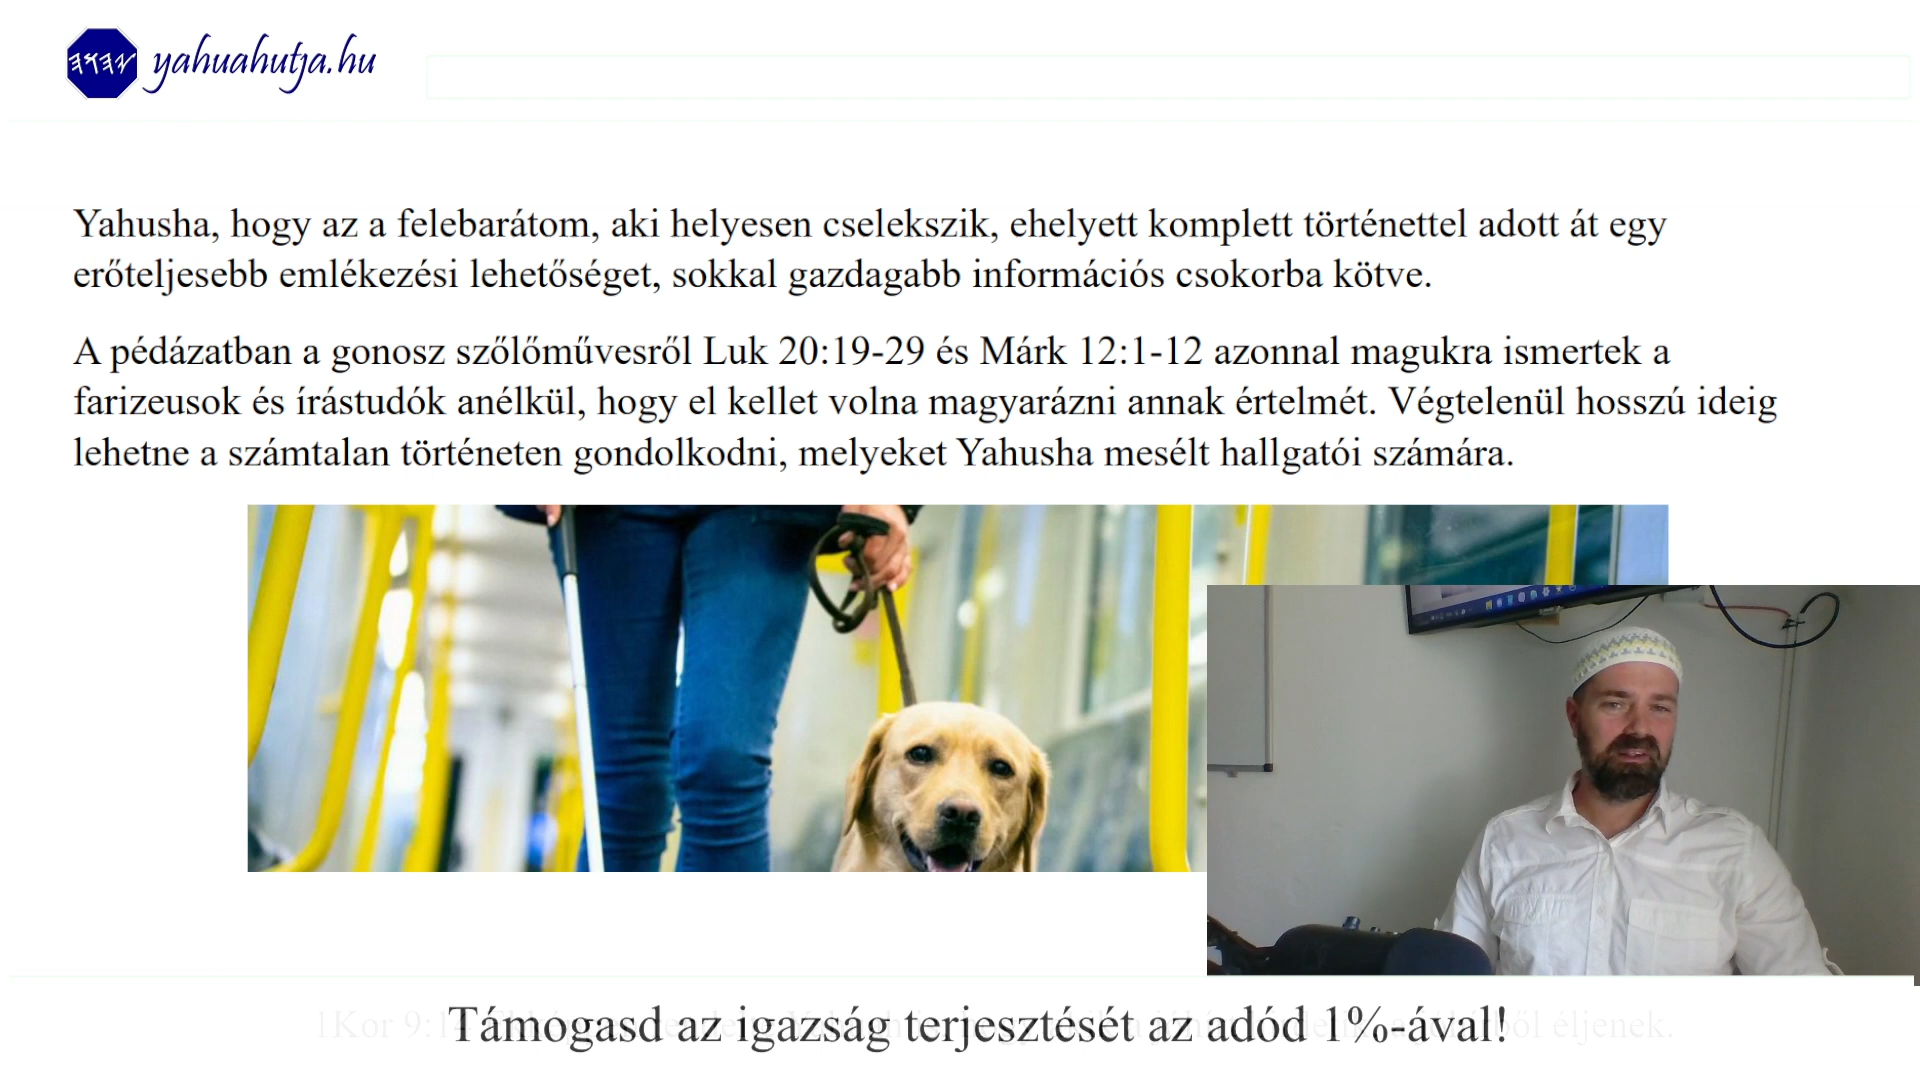 yahuahutja.hu
Yahusha, hogy az a felebarátom, aki helyesen cselekszik, ehelyett komplett történettel adott át egy
erőteljesebb emlékezési lehetőséget, sokkal gazdagabb információs csokorba kötve.
A pédázatban a gonosz szőlőművesről Luk 20:19-29 és Márk 12:1-12 azonnal magukra ismertek a
farizeusok és írástudók anélkül, hogy el kellet volna magyarázni annak értelmét. Végtelenül hosszú ideig
lehetne a számtalan történeten gondolkodni, melyeket Yahusha mesélt hallgatói számára.
Támogasd az igazság terjesztését az adód 1%-ával!